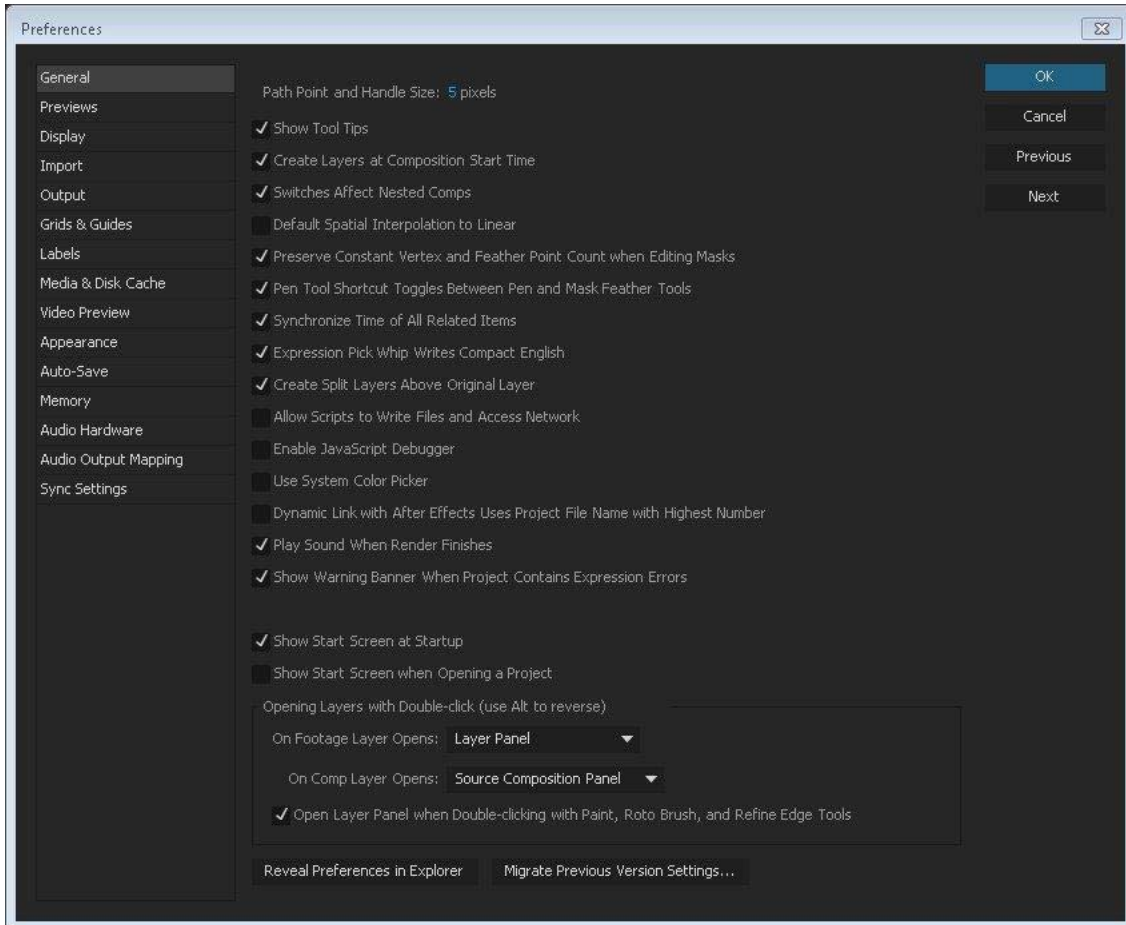 Preferences
General
Previews
Display
Import
Output
Grids & Guides
Labels
Media & Disk Cache
Video Preview
Appearance
Auto-Save
Memory
Audio Hardware
Audio Output Mapping
Sync Settings
Path Point and Handle Size: 5 pixels
Show Tool Tips
Create Layers at Composition Start Time
Switches Affect Nested Comps
Default Spatial Interpolation to Linear
Preserve Constant Vertex and Feather Point Count when Editing Masks
Pen Tool Shortcut Toggles Between Pen and Mask Feather Tools
Synchronize Time of All Related Items
Expression Pick Whip Writes Compact English
Create Split Layers Above Original Layer
Allow Scripts to Write Files and Access Network
Enable JavaScript Debugger
Use System Color Picker
Dynamic Link with After Effects Uses Project File Name with Highest Number
Play Sound When Render Finishes
Show Warning Banner When Project Contains Expression Errors
Show Start Screen at Startup
Show Start Screen when Opening a Project
Opening Layers with Double-click (use Alt to reverse)
On Footage Layer Opens: Layer Panel
On Comp Layer Opens: Source Composition Panel
Open Layer Panel when Double-clicking with Paint, Roto Brush, and Refine Edge Tools
Reveal Preferences in Explorer
Migrate Previous Version Settings...
OK
Cancel
Previous
Next